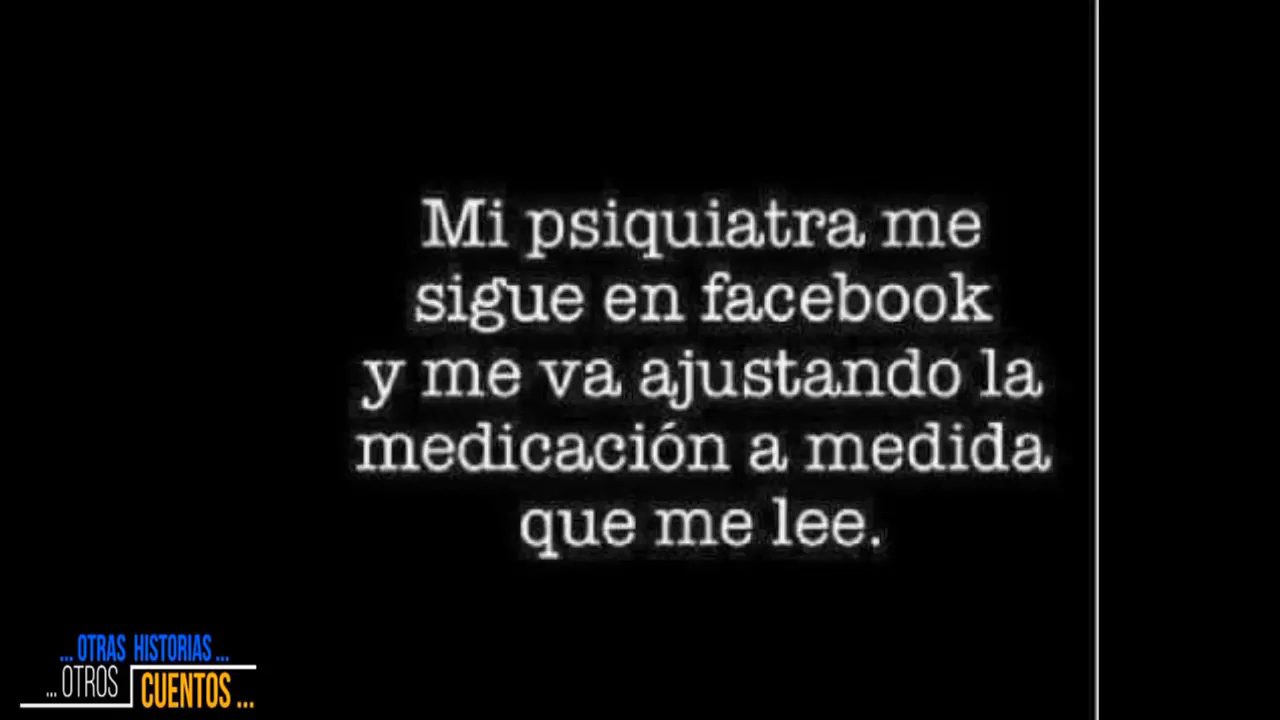 Mi psiquiatra me
sigue en facebook
y me va ajustando la
medicación a medida
que me lee.
... OTRAS HISTORIAS ...
... OTROS
CUENTOS ...